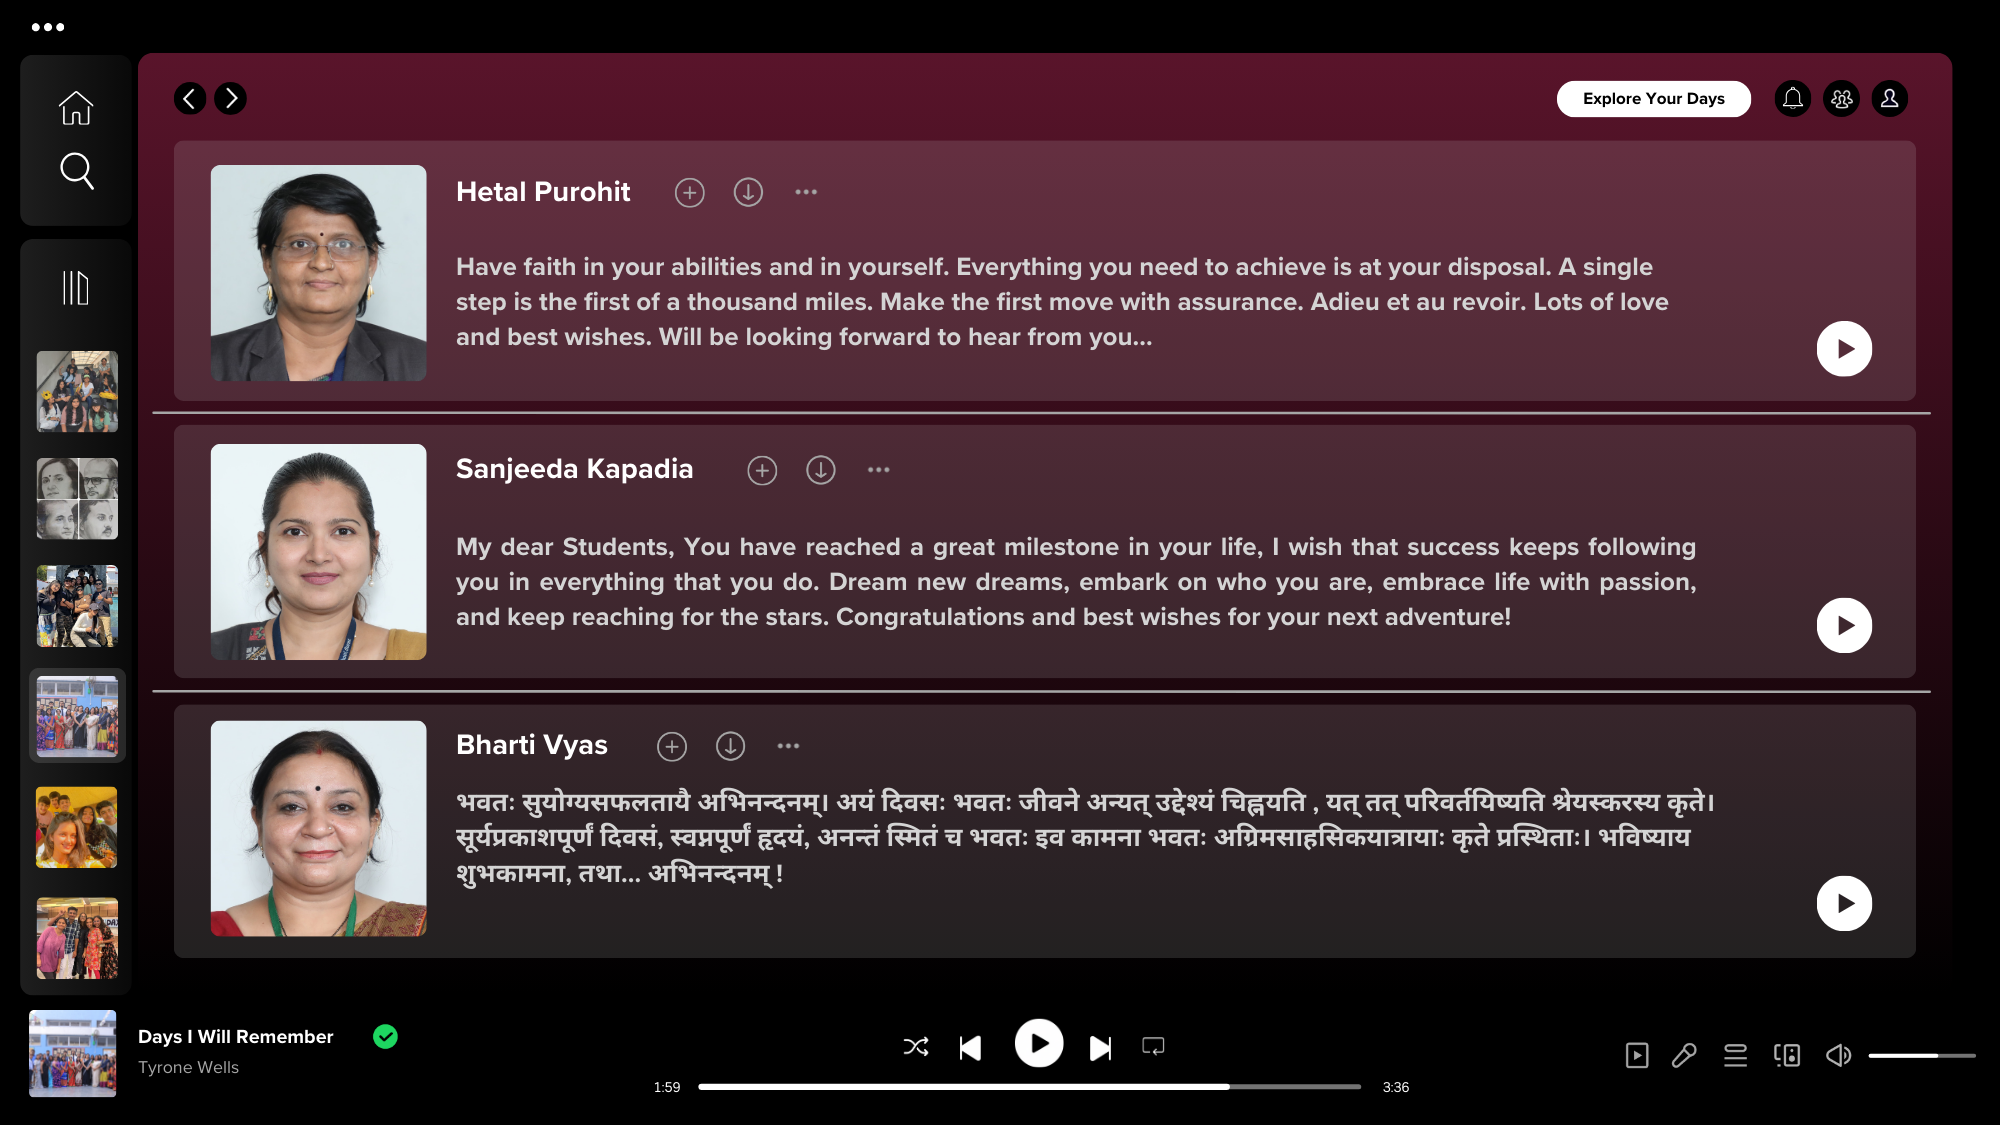 Explore Your Days
Hetal Purohit
Have faith in your abilities and in yourself. Everything you need to achieve is at your disposal. A single
step is the first of a thousand miles. Make the first move with assurance. Adieu et au revoir. Lots of love
and best wishes. Will be looking forward to hear from you...
Sanjeeda Kapadia
My dear Students, You have reached a great milestone in your life, I wish that success keeps following
you in everything that you do. Dream new dreams, embark on who you are, embrace life with passion,
and keep reaching for the stars. Congratulations and best wishes for your next adventure!
Bharti Vyas
भवतः सुयोग्यसफलतायै अभिनन्दनम्। अयं दिवसः भवतः जीवने अन्यत् उद्देश्यं चिह्नयति , यत् तत् परिवर्तयिष्यति श्रेयस्करस्य कृते।
सूर्यप्रकाशपूर्णं दिवसं, स्वप्नपूर्णं हृदयं, अनन्तं स्मितं च भवतः इव कामना भवतः अग्रिमसाहसिकयात्रायाः कृते प्रस्थिताः। भविष्याय
शुभकामना, तथा... अभिनन्दनम् !
Days I Will Remember
Tyrone Wells
1:59
3:36